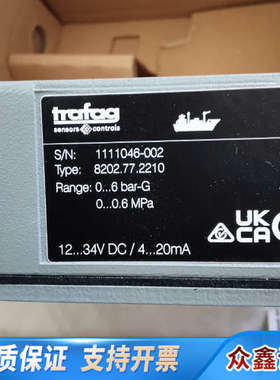 trafag
sensors controls
S/N: 1111046-002
Type: 8202.77.2210
Range: 0...6 bar-G
0...0.6 MPa
UK
CA
12...34V DC / 4...20mA
质保证 支持开票
众鑫